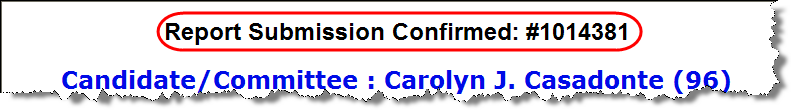 Report Submission Confirmed: #1014381
Candidate/Committee : Carolyn J. Casadonte (96)